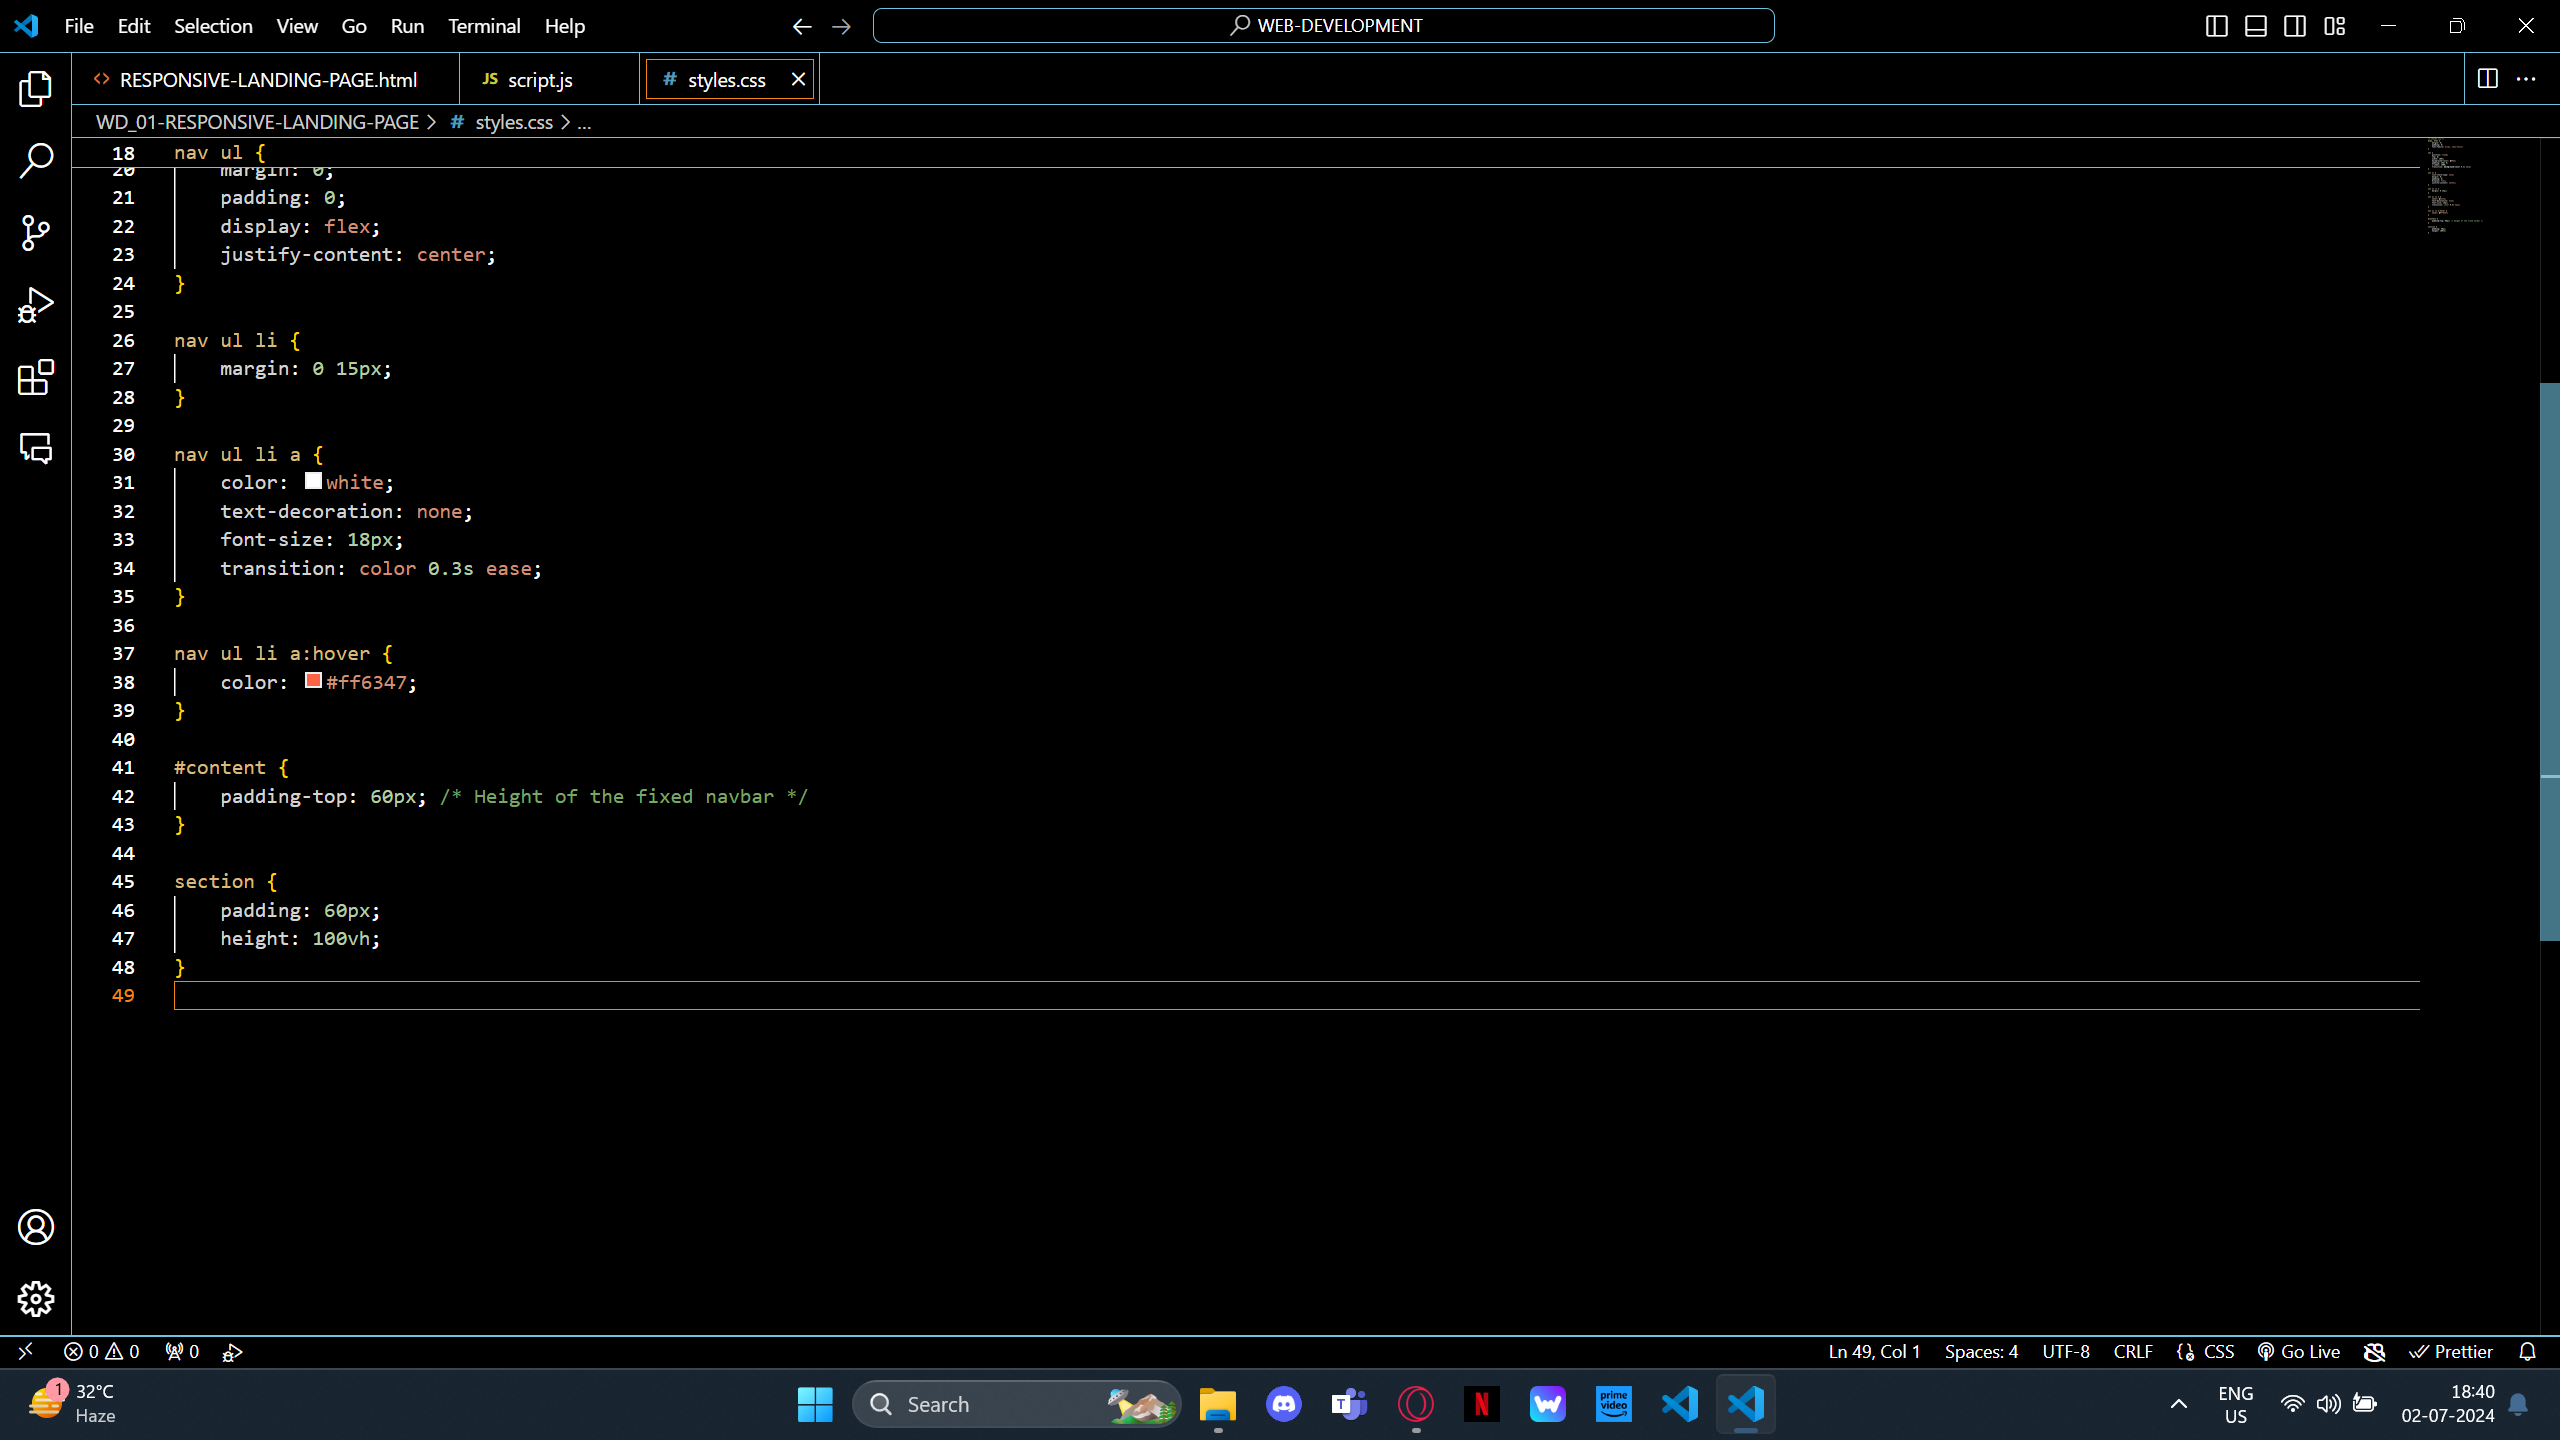 File Edit Selection View Go Run Terminal Help WEB-DEVELOPMENT
<> RESPONSIVE-LANDING-PAGE.html JS script.js # styles.css
WD_01-RESPONSIVE-LANDING-PAGE > # styles.css > ...
18 nav ul {
20 margin: 0;
21 padding: 0;
22 display: flex;
23 justify-content: center;
24 }
25
26 nav ul li {
27 margin: 0 15px;
28 }
29
30 nav ul li a {
31 color: white;
32 text-decoration: none;
33 font-size: 18px;
34 transition: color 0.3s ease;
35 }
36
37 nav ul li a:hover {
38 color: #ff6347;
39 }
40
41 #content {
42 padding-top: 60px; /* Height of the fixed navbar */
43 }
44
45 section {
46 padding: 60px;
47 height: 100vh;
48 }
49
0 0 0 Ln 49, Col 1 Spaces: 4 UTF-8 CRLF CSS Go Live Prettier
1 32°C
Haze
Search
T
N
W
prime video
ENG
US
18:40
02-07-2024